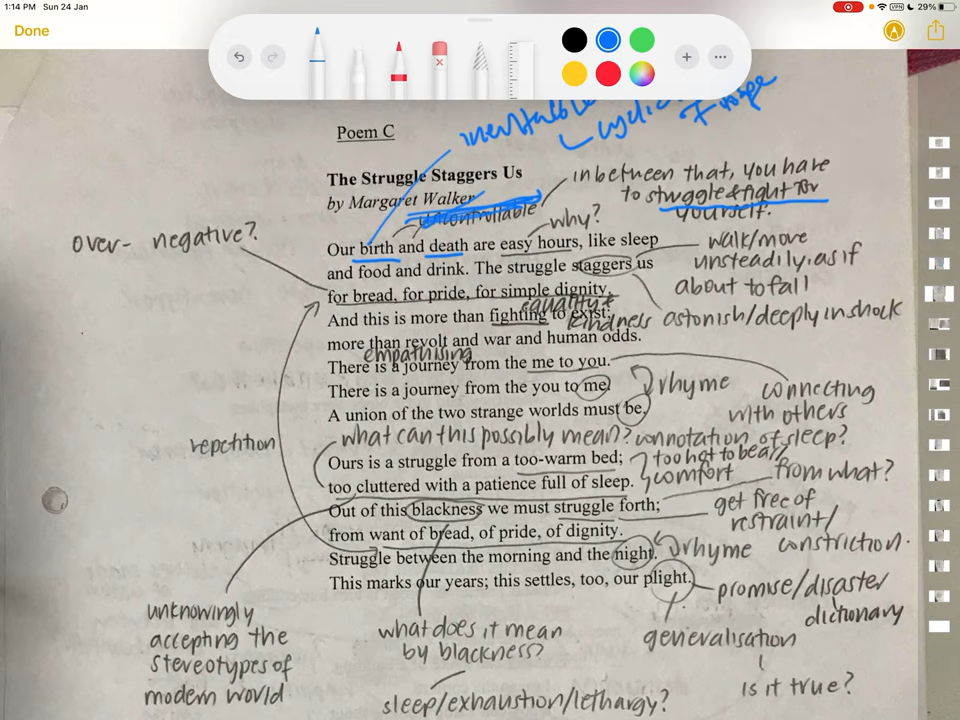 1:14 PM Sun 24 Jan
VPN 29%
Done
inevitable
cyclic
Poem C
The Struggle Staggers Us
by Margaret Walker
uncontrollable
inbetween that, you have
to struggle & fight for
yourself.
over- negative?
why?
Our birth and death are easy hours, like sleep
and food and drink. The struggle staggers us
for bread, for pride, for simple dignity.
And this is more than fighting to exist;
more than revolt and war and human odds.
There is a journey from the me to you.
There is a journey from the you to me.
A union of the two strange worlds must be.
walk/move
unsteadily, as if
about to fall
equality &
kindness
astonish/deeply in shock
empathising
rhyme
connecting
with others
repetition
what can this possibly mean?
connotation of sleep?
Ours is a struggle from a too-warm bed;
too cluttered with a patience full of sleep.
Out of this blackness we must struggle forth;
from want of bread, of pride, of dignity.
Struggle between the morning and the night.
This marks our years; this settles, too, our plight.
too hot to bear/
comfort
from what?
get free of
restraint/
constriction.
rhyme
promise/disaster
dictionary
unknowingly
accepting the
stereotypes of
modern world
what does it mean
by blackness?
sleep/exhaustion/lethargy?
generalisation
is it true?